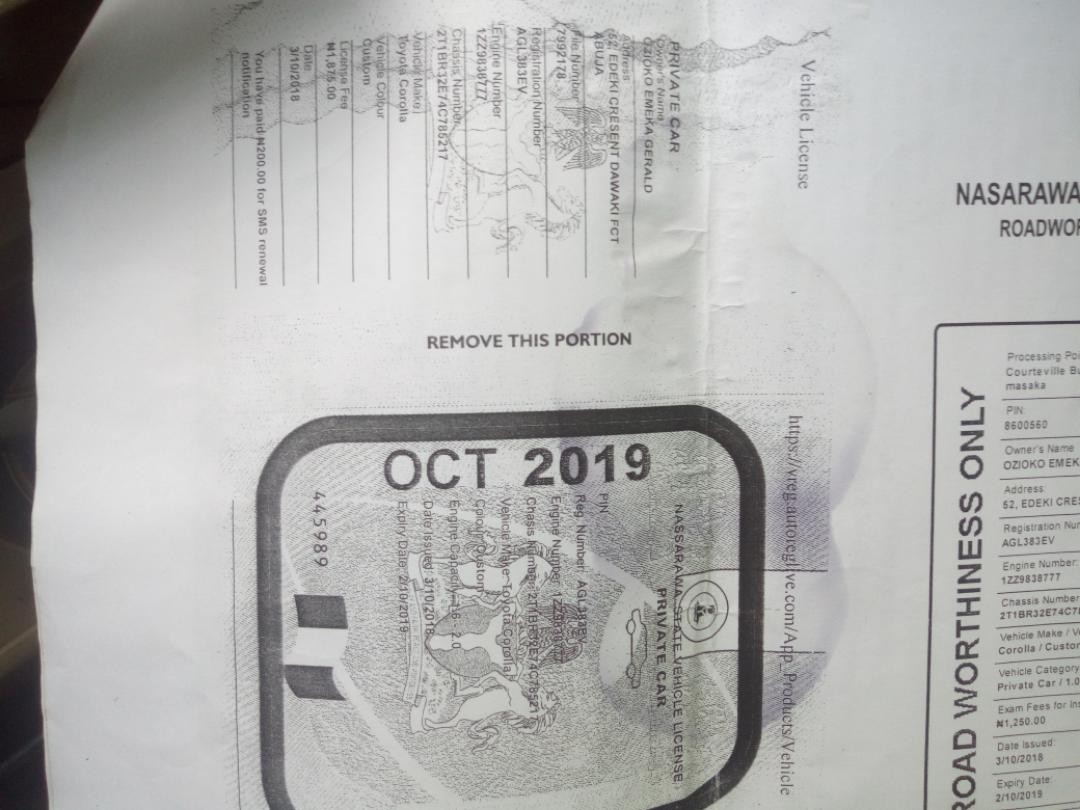 Vehicle License
PRIVATE CAR
Owner's Name
OZIOKO EMEKA GERALD
Address
52, EDEKI CRESENT DAWAKI FCT
ABUJA
File Number
7992178
Registration Number
AGL383EV
Engine Number
1ZZ9838777
Chassis Number
2T1BR32E74C785217
Vehicle Make
Toyota Corolla
Vehicle Colour
Custom
License Fee
₦1,875.00
Date
3/10/2018
You have paid ₦200.00 for SMS renewal
notification
REMOVE THIS PORTION
https://vreg.autoreglive.com/App_Products/Vehicle
OCT 2019
NASSARAWA STATE VEHICLE LICENSE
PRIVATE CAR
PIN
Reg. Number: AGL383EV
Engine Number: 1ZZ9838777
Chassis Number: 2T1BR32E74C78521
Vehicle Make: Toyota Corolla
Colour: Custom
Engine Capacity: 1.6 - 2.0
Date Issued: 3/10/2018
Expiry Date: 2/10/2019
445989
NASARAWA
ROADWOR
ROAD WORTHINESS ONLY
Processing Poi
Courteville Bu
masaka
PIN:
8600560
Owner's Name
OZIOKO EMEK
Address:
52, EDEKI CRES
Registration Nu
AGL383EV
Engine Number:
1ZZ9838777
Chassis Number
2T1BR32E74C7
Vehicle Make / V
Corolla / Custo
Vehicle Category
Private Car / 1.0
Exam Fees for In
₦1,250.00
Date Issued:
3/10/2018
Expiry Date:
2/10/2019